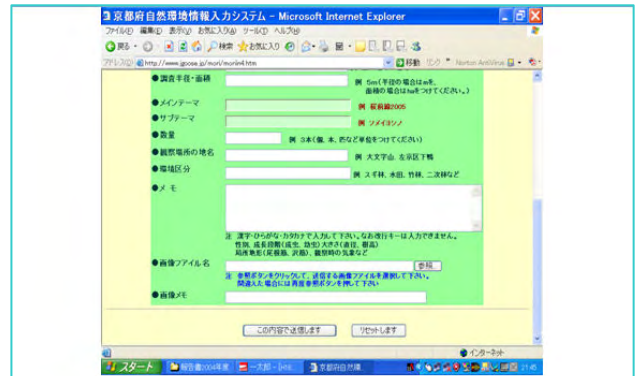 京都府自然環境情報入力システム - Microsoft Internet Explorer
ファイル(F) 編集(E) 表示(V) お気に入り(A) ツール(T) ヘルプ(H)
戻る 検索 お気に入り
アドレス(D) http://www.jgoose.jp/mori/morin4.htm 移動 リンク Norton AntiVirus
●調査半径・面積 例 5m(半径の場合はmを、
面積の場合はhaをつけてください。)
●メインテーマ 例 桜前線2005
●サブテーマ 例 ソメイヨシノ
●数量 例 3本(個、本、匹など単位をつけてください)
●観察場所の地名 例 大文字山、左京区下鴨
●環境区分 例 スギ林、水田、竹林、二次林など
●メ モ
注 漢字・ひらがな・カタカナで入力して下さい。なお改行キーは入力できません。
性別、成長段階(成虫、幼虫)大きさ(直径、樹高)
局所地形(尾根筋、沢筋)、観察時の気象など
●画像ファイル名 参照...
注 参照ボタンをクリックして、送信する画像ファイルを選択して下さい。
間違えた場合には再度参照ボタンを押して下さい
●画像メモ
この内容で送信します リセットします
インターネット
スタート 報告書2004年度 一太郎 京都府自然環 21:45